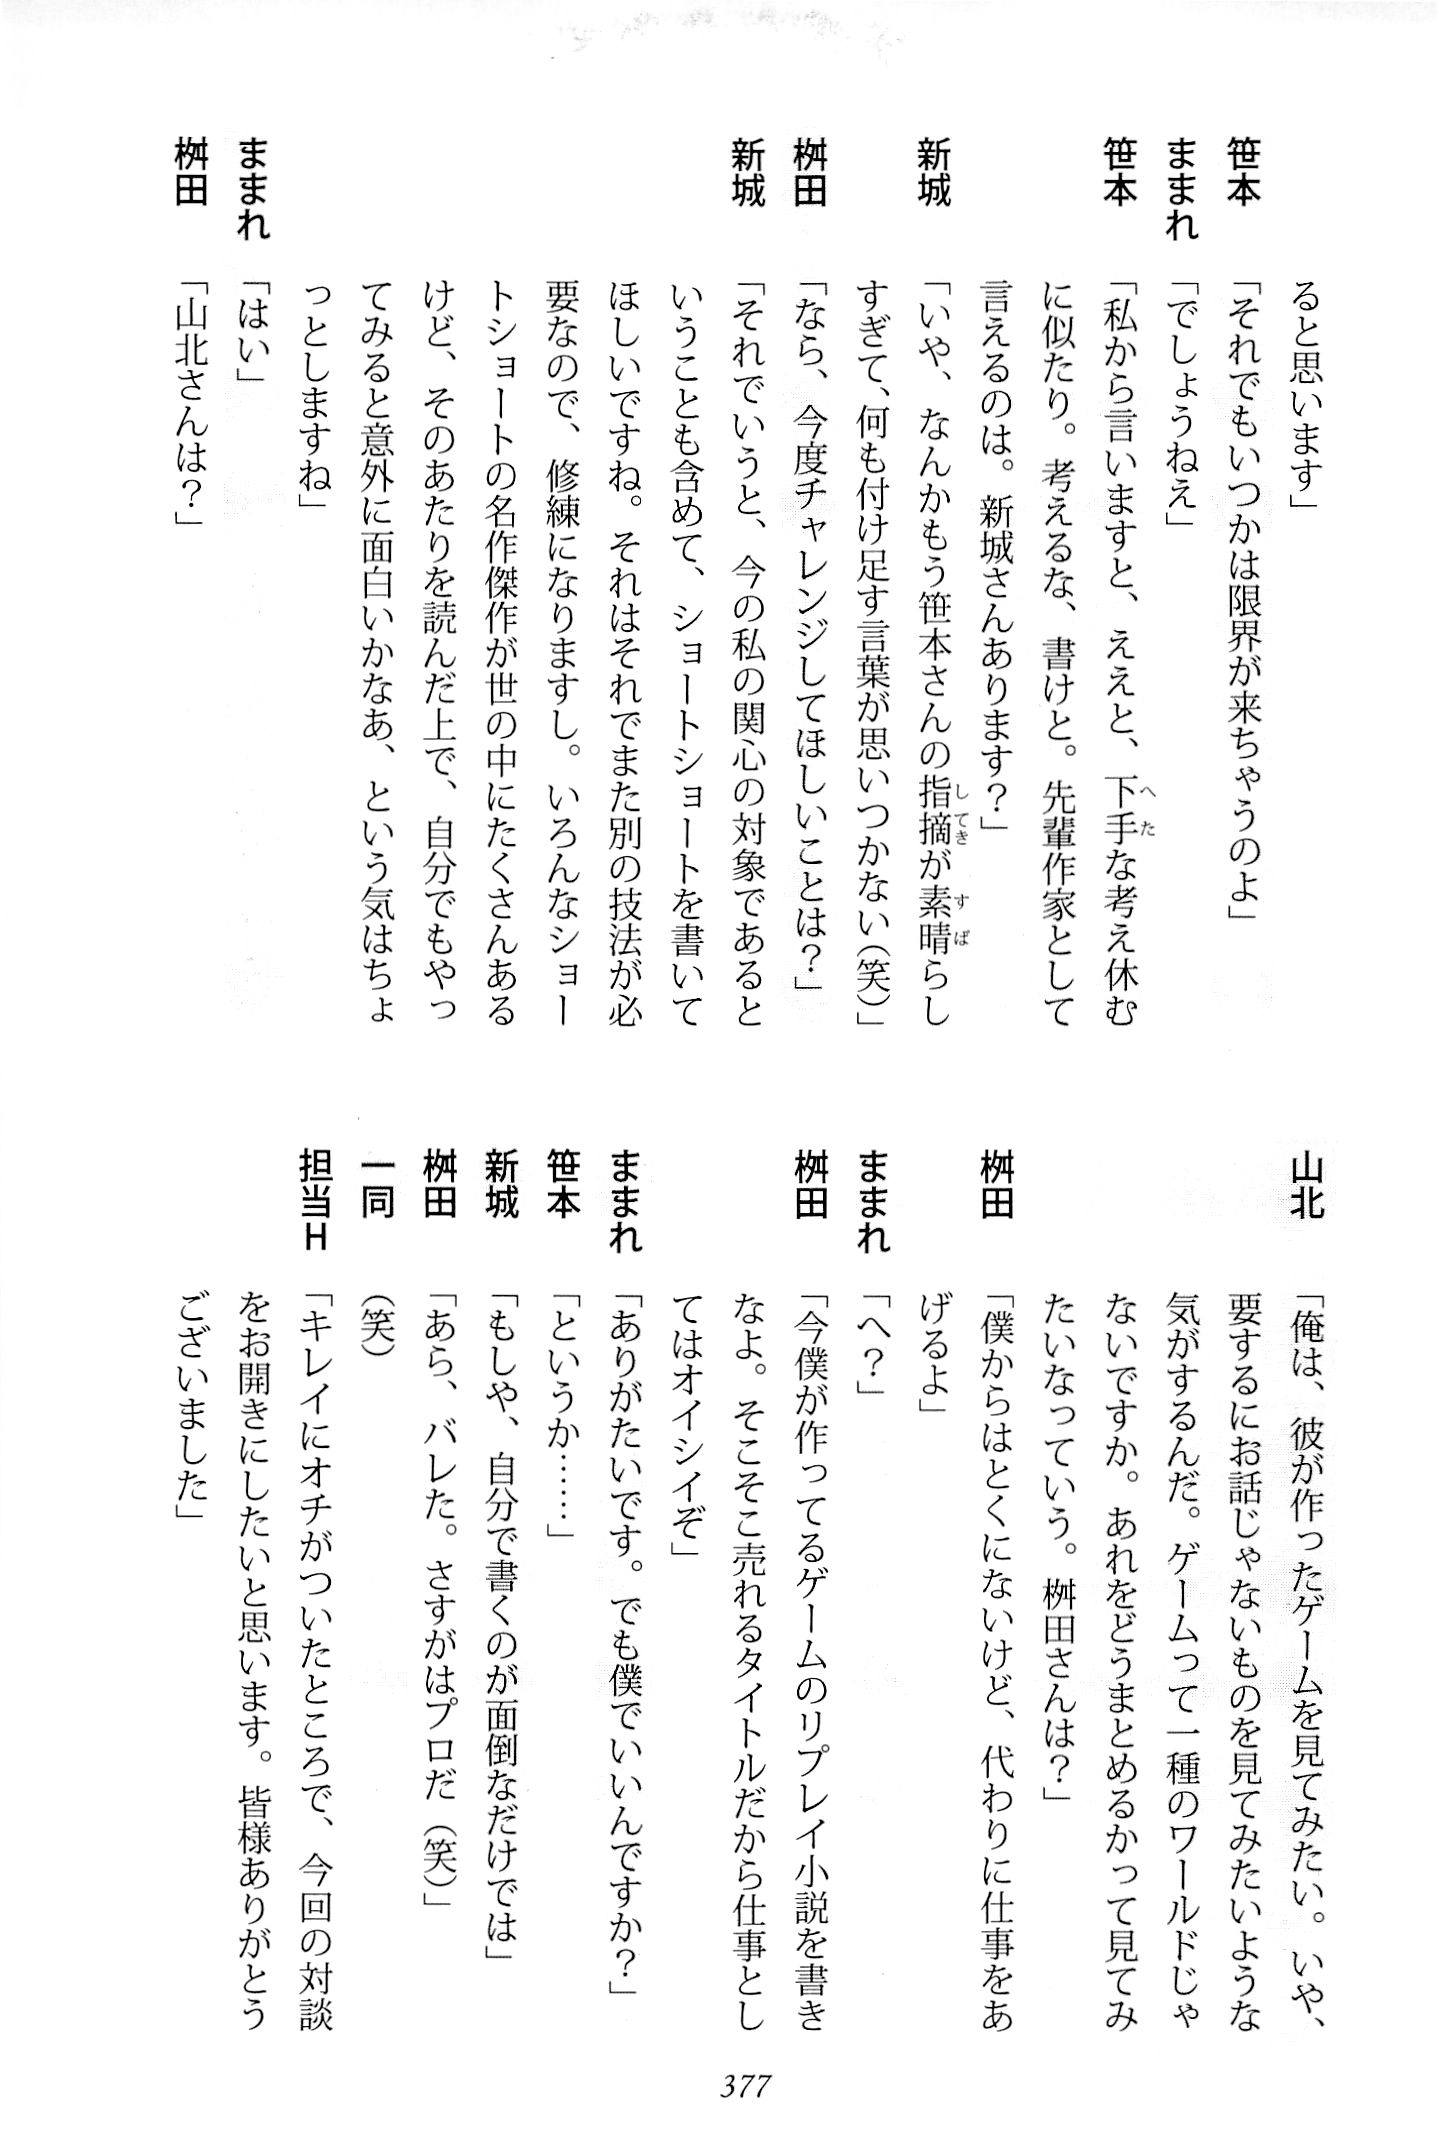 ると思います」
笹本 「それでもいつかは限界が来ちゃうのよ」
ままれ 「でしょうねえ」
笹本 「私から言いますと、ええと、下手な考え休む
に似たり。考えるな、書けと。先輩作家として
言えるのは。新城さんあります?」
新城 「いや、なんかもう笹本さんの指摘が素晴らし
すぎて、何も付け足す言葉が思いつかない(笑)」
桝田 「なら、今度チャレンジしてほしいことは?」
新城 「それでいうと、今の私の関心の対象であると
いうことも含めて、ショートショートを書いて
ほしいですね。それはそれでまた別の技法が必
要なので、修練になりますし。いろんなショー
トショートの名作傑作が世の中にたくさんある
けど、そのあたりを読んだ上で、自分でもやっ
てみると意外に面白いかなあ、という気はちょ
っとしますね」
ままれ 「はい」
桝田 「山北さんは?」
山北 「俺は、彼が作ったゲームを見てみたい。いや、
要するにお話じゃないものを見てみたいような
気がするんだ。ゲームって一種のワールドじゃ
ないですか。あれをどうまとめるかって見てみ
たいなっていう。桝田さんは?」
桝田 「僕からはとくにないけど、代わりに仕事をあ
げるよ」
ままれ 「へ?」
桝田 「今僕が作ってるゲームのリプレイ小説を書き
なよ。そこそこ売れるタイトルだから仕事とし
てはオイシイぞ」
ままれ 「ありがたいです。でも僕でいいんですか?」
笹本 「というか……」
新城 「もしや、自分で書くのが面倒なだけでは」
桝田 「あら、バレた。さすがはプロだ(笑)」
一同 (笑)
担当H 「キレイにオチがついたところで、今回の対談
をお開きにしたいと思います。皆様ありがとう
ございました」
377